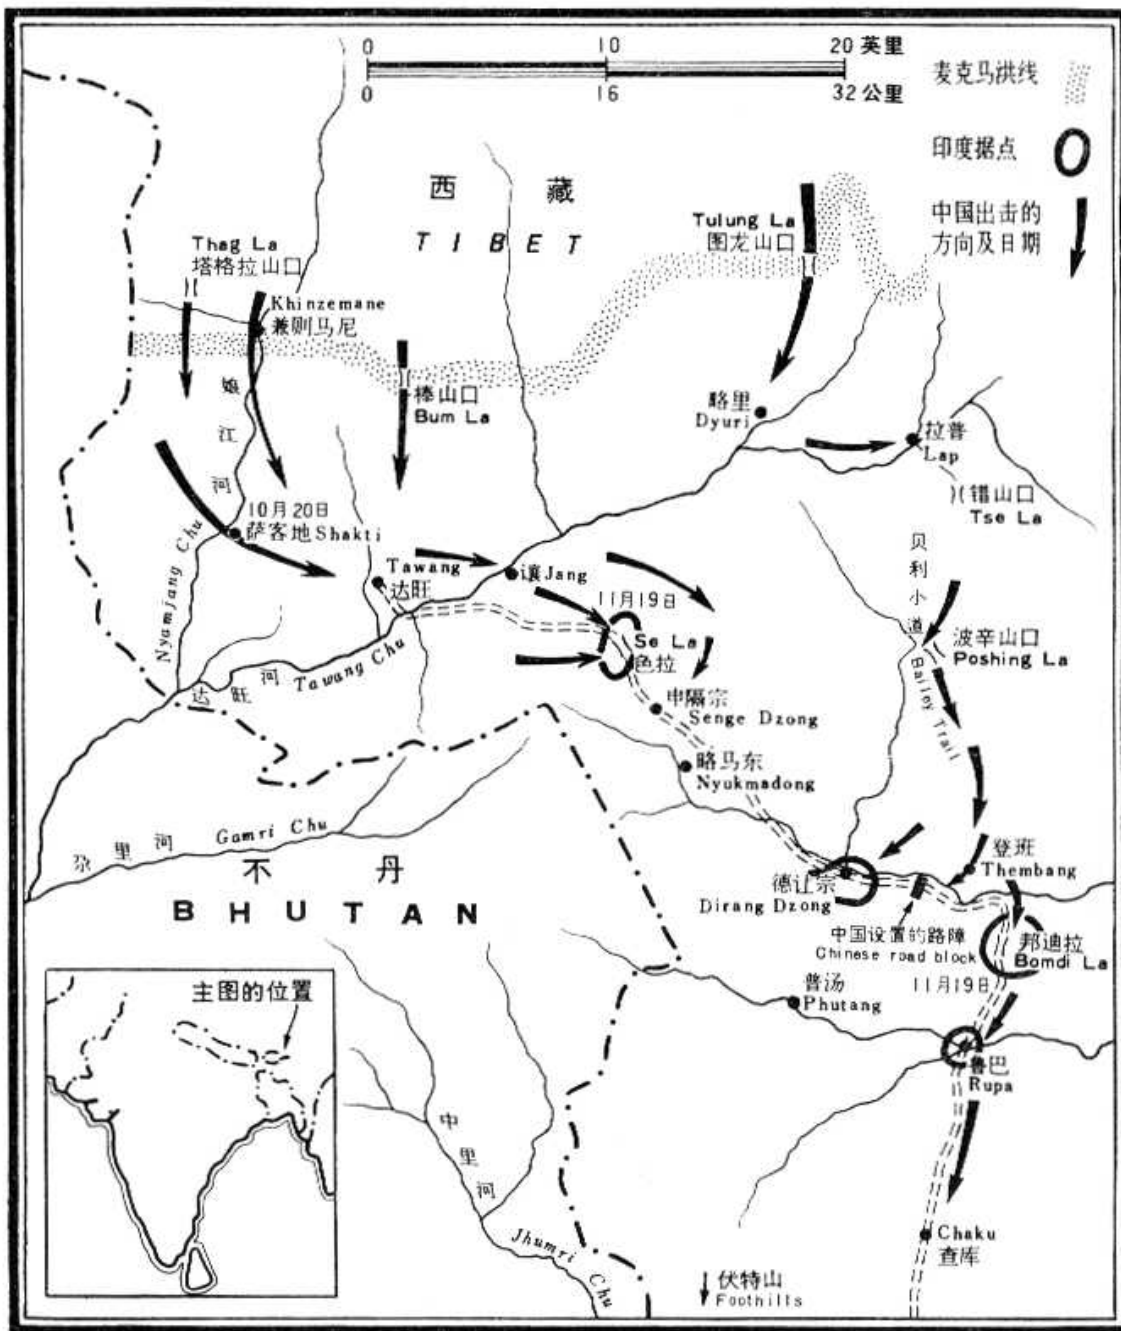 0 10 20 英里
0 16 32 公里
麦克马洪线
印度据点
中国出击的
方向及日期
西 藏
TIBET
Thag La
塔格拉山口
Tulung La
图龙山口
Khinzemane
兼则马尼
棒山口
Bum La
娘江河
Nyamjang Chu
略里
Dyuri
拉普
Lap
错山口
Tse La
10月20日
萨客地 Shakti
Tawang
达旺
让Jang
11月19日
Se La
色拉
贝利小道
Bailey Trail
波辛山口
Poshing La
达旺河 Tawang Chu
申隔宗
Senge Dzong
略马东
Nyukmadong
尕里河 Gamri Chu
不 丹
BHUTAN
德让宗
Dirang Dzong
登班
Thembang
中国设置的路障
Chinese road block
邦迪拉
Bomdi La
11月19日
普汤
Phutang
鲁巴
Rupa
主图的位置
中里河
Jhumri Chu
Chaku
查库
伏特山
Foothills